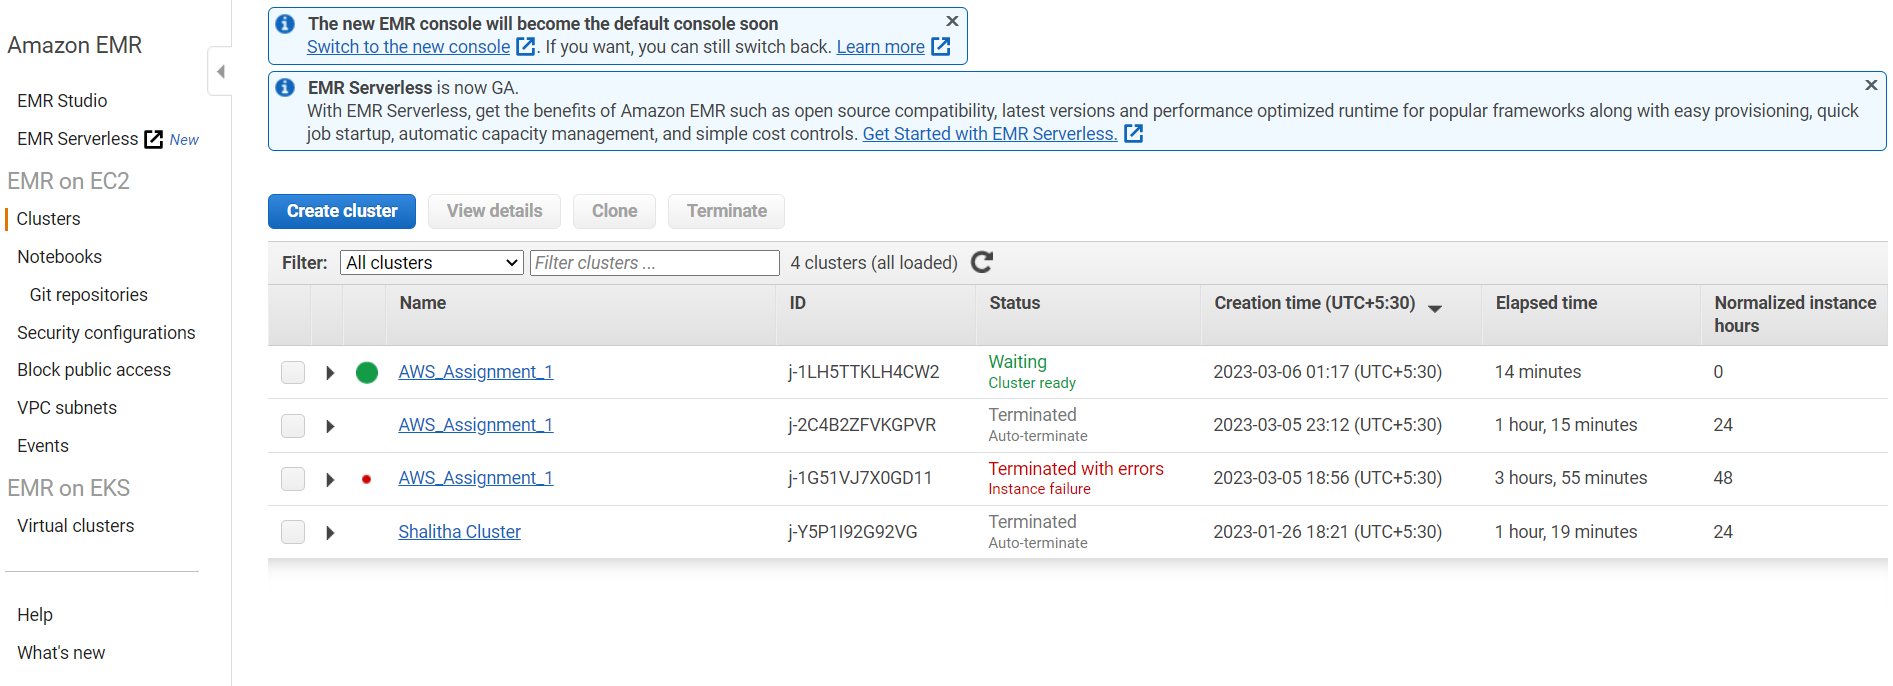 Amazon EMR
EMR Studio
EMR Serverless New
EMR on EC2
Clusters
Notebooks
Git repositories
Security configurations
Block public access
VPC subnets
Events
EMR on EKS
Virtual clusters
Help
What's new
The new EMR console will become the default console soon
Switch to the new console. If you want, you can still switch back. Learn more
EMR Serverless is now GA.
With EMR Serverless, get the benefits of Amazon EMR such as open source compatibility, latest versions and performance optimized runtime for popular frameworks along with easy provisioning, quick
job startup, automatic capacity management, and simple cost controls. Get Started with EMR Serverless.
Create cluster View details Clone Terminate
Filter: All clusters Filter clusters ... 4 clusters (all loaded)
Name ID Status Creation time (UTC+5:30) Elapsed time Normalized instance
hours
AWS_Assignment_1 j-1LH5TTKLH4CW2 Waiting 2023-03-06 01:17 (UTC+5:30) 14 minutes 0
Cluster ready
AWS_Assignment_1 j-2C4B2ZFVKGPVR Terminated 2023-03-05 23:12 (UTC+5:30) 1 hour, 15 minutes 24
Auto-terminate
AWS_Assignment_1 j-1G51VJ7X0GD11 Terminated with errors 2023-03-05 18:56 (UTC+5:30) 3 hours, 55 minutes 48
Instance failure
Shalitha Cluster j-Y5P1I92G92VG Terminated 2023-01-26 18:21 (UTC+5:30) 1 hour, 19 minutes 24
Auto-terminate